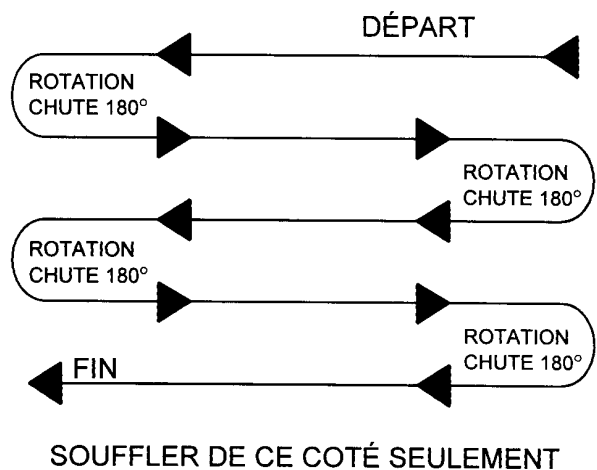 DÉPART
ROTATION
CHUTE 180°
ROTATION
CHUTE 180°
ROTATION
CHUTE 180°
ROTATION
CHUTE 180°
FIN
SOUFFLER DE CE COTÉ SEULEMENT